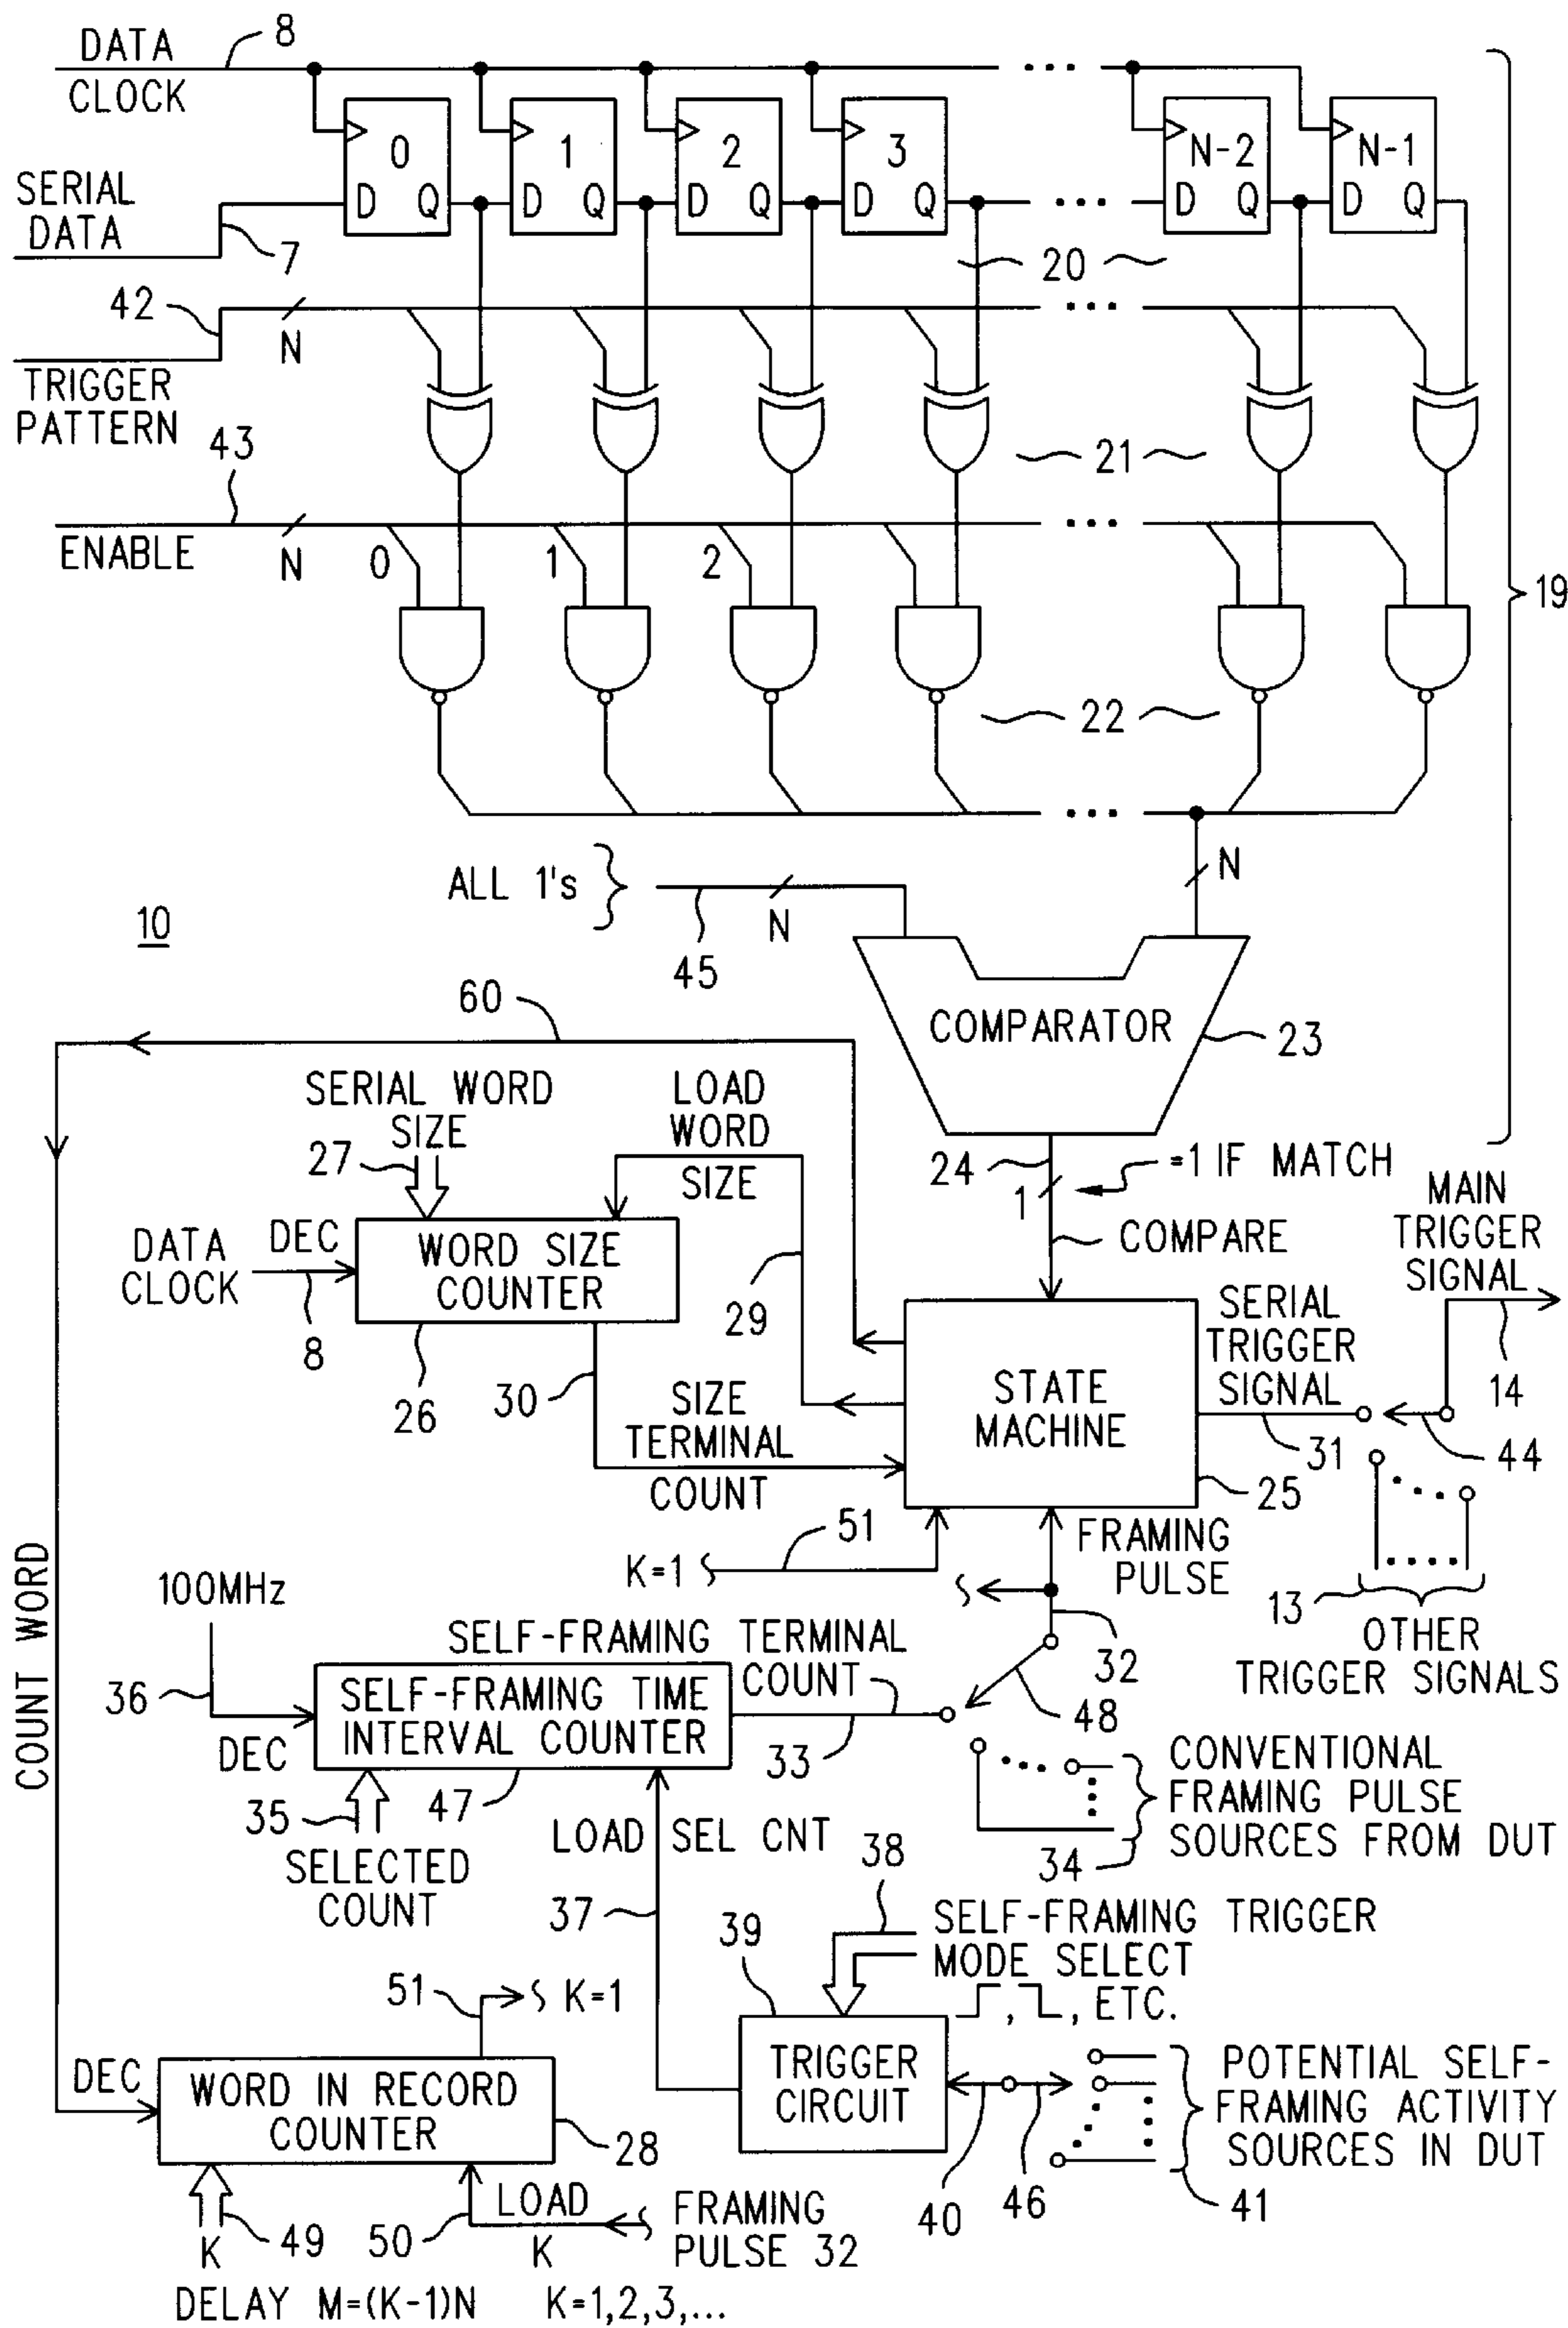 DATA
CLOCK
8
0
1
2
3
N-2
N-1
D Q
D Q
D Q
D Q
D Q
D Q
...
SERIAL
DATA
7
20
42
N
TRIGGER
PATTERN
21
43
ENABLE
N
0
1
2
19
22
ALL 1's
N
45
N
10
60
COMPARATOR
23
SERIAL WORD
SIZE
27
LOAD
WORD
SIZE
24
1
=1 IF MATCH
COMPARE
MAIN
TRIGGER
SIGNAL
14
DATA
CLOCK
DEC
8
WORD SIZE
COUNTER
26
29
30
SIZE
TERMINAL
COUNT
STATE
MACHINE
25
SERIAL
TRIGGER
SIGNAL
31
44
K=1
51
FRAMING
PULSE
13
OTHER
TRIGGER SIGNALS
COUNT WORD
100MHz
36
DEC
SELF-FRAMING TERMINAL
COUNT
SELF-FRAMING TIME
INTERVAL COUNTER
33
32
48
35
SELECTED
COUNT
47
LOAD SEL CNT
37
CONVENTIONAL
FRAMING PULSE
SOURCES FROM DUT
34
38
SELF-FRAMING TRIGGER
MODE SELECT
, , ETC.
39
TRIGGER
CIRCUIT
40
46
POTENTIAL SELF-
FRAMING ACTIVITY
SOURCES IN DUT
41
51
K=1
DEC
WORD IN RECORD
COUNTER
28
K
49
50
LOAD
K
FRAMING
PULSE 32
DELAY M=(K-1)N K=1,2,3,...